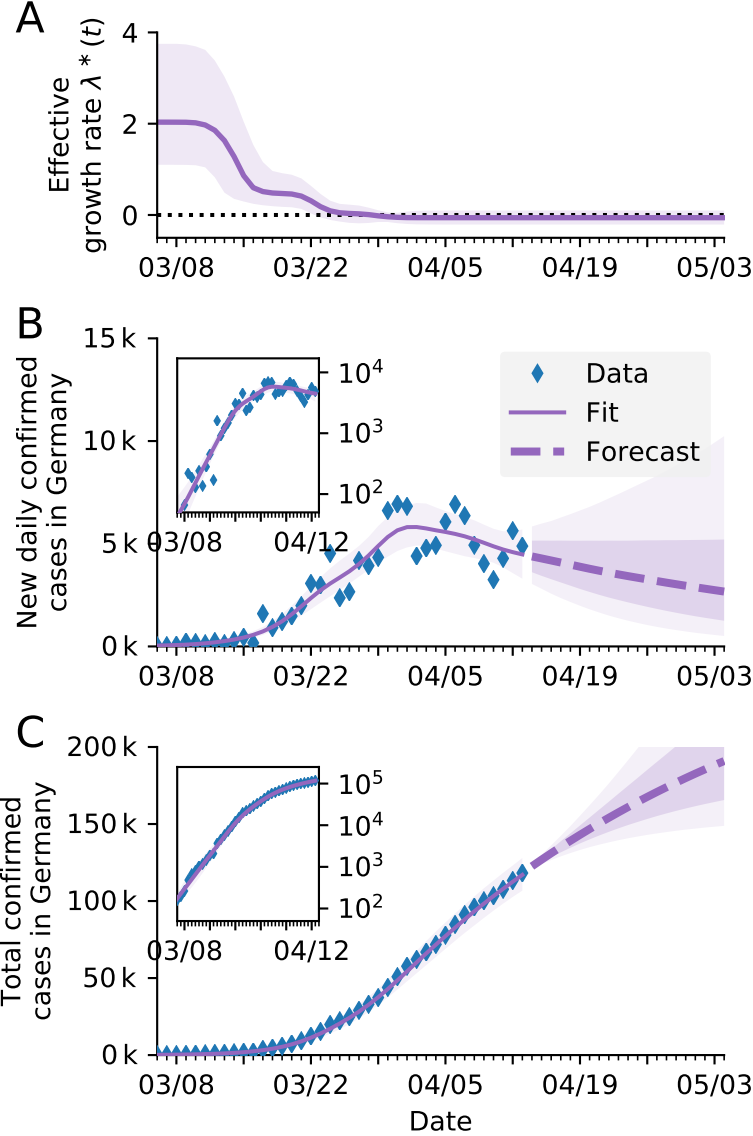 A
Effective
growth rate λ * (t)
4
2
0
03/08 03/22 04/05 04/19 05/03
B
New daily confirmed
cases in Germany
15 k
10 k
5 k
0 k
10⁴
10³
10²
03/08 04/12
Data
Fit
Forecast
03/08 03/22 04/05 04/19 05/03
C
Total confirmed
cases in Germany
200 k
150 k
100 k
50 k
0 k
10⁵
10⁴
10³
10²
03/08 04/12
03/08 03/22 04/05 04/19 05/03
Date